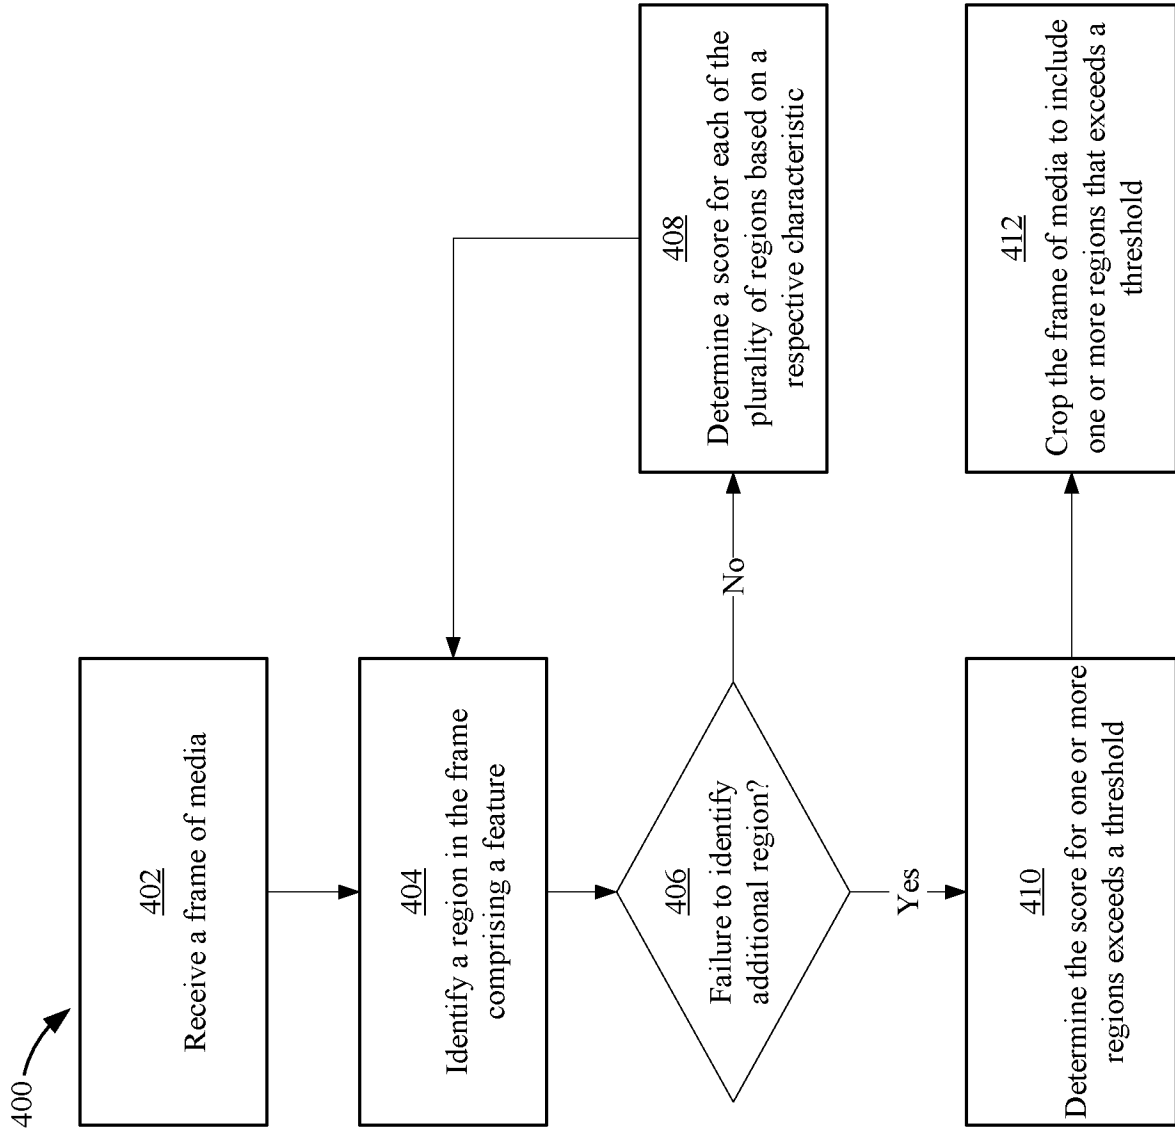 400
402
Receive a frame of media
404
Identify a region in the frame
comprising a feature
406
Failure to identify
additional region?
No
408
Determine a score for each of the
plurality of regions based on a
respective characteristic
Yes
410
Determine the score for one or more
regions exceeds a threshold
412
Crop the frame of media to include
one or more regions that exceeds a
threshold